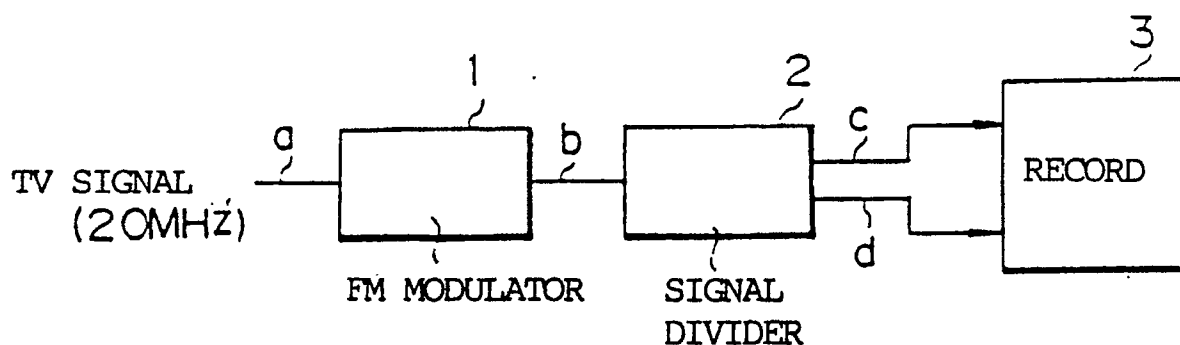 1
2
3
a
b
c
d
TV SIGNAL
(20MHZ)
RECORD
FM MODULATOR
SIGNAL
DIVIDER